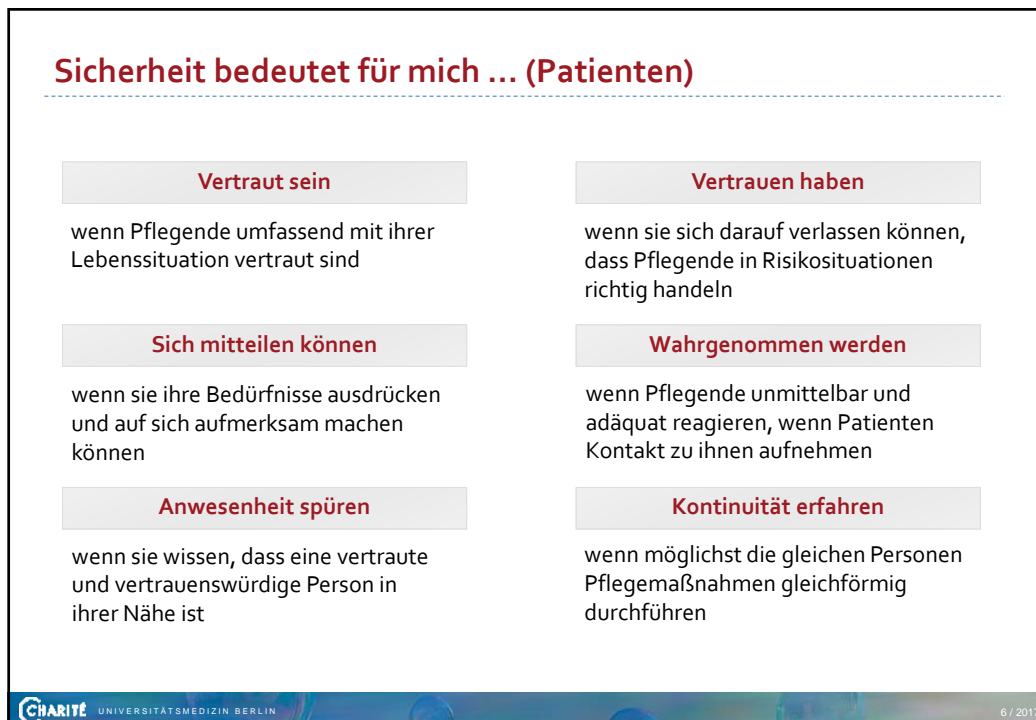 Sicherheit bedeutet für mich ... (Patienten)
Vertraut sein
wenn Pflegende umfassend mit ihrer
Lebenssituation vertraut sind
Vertrauen haben
wenn sie sich darauf verlassen können,
dass Pflegende in Risikosituationen
richtig handeln
Sich mitteilen können
wenn sie ihre Bedürfnisse ausdrücken
und auf sich aufmerksam machen
können
Wahrgenommen werden
wenn Pflegende unmittelbar und
adäquat reagieren, wenn Patienten
Kontakt zu ihnen aufnehmen
Anwesenheit spüren
wenn sie wissen, dass eine vertraute
und vertrauenswürdige Person in
ihrer Nähe ist
Kontinuität erfahren
wenn möglichst die gleichen Personen
Pflegemaßnahmen gleichförmig
durchführen
CHARITÉ UNIVERSITÄTSMEDIZIN BERLIN
6 / 2017